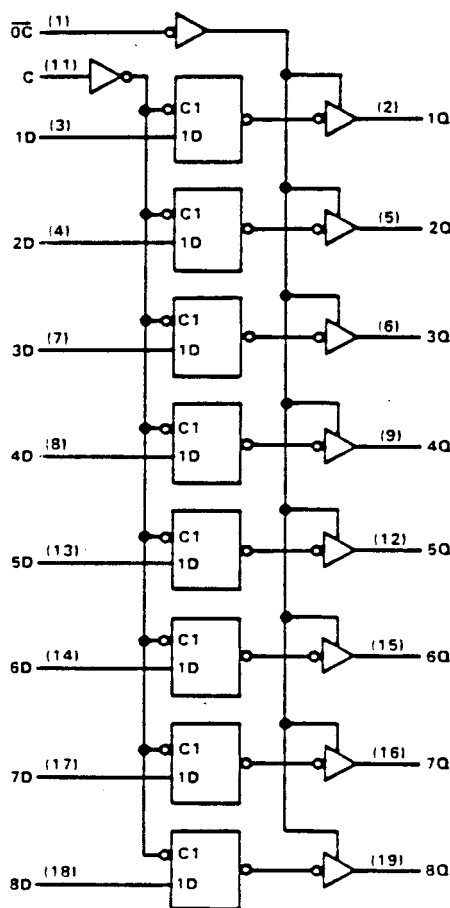 OC (1)
C (11)
C1 (2)
1D (3) 1D 1Q
C1 (5)
2D (4) 1D 2Q
C1 (6)
3D (7) 1D 3Q
C1 (9)
4D (8) 1D 4Q
C1 (12)
5D (13) 1D 5Q
C1 (15)
6D (14) 1D 6Q
C1 (16)
7D (17) 1D 7Q
C1 (19)
8D (18) 1D 8Q